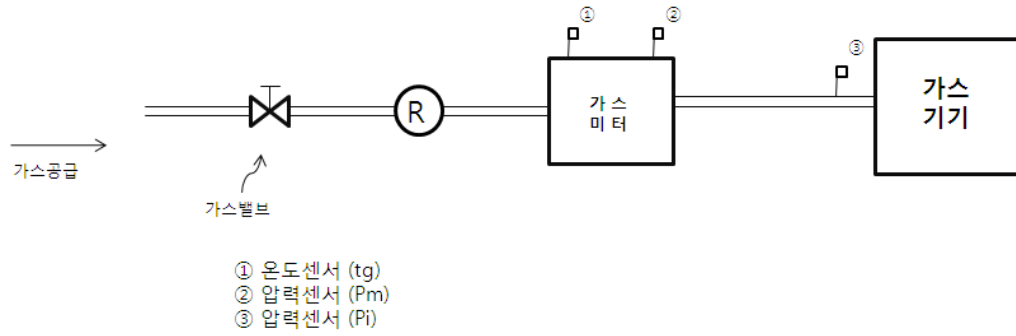 ① ②
③
R
가 스
미 터
가스
기기
가스공급
가스밸브
① 온도센서 (tg)
② 압력센서 (Pm)
③ 압력센서 (Pi)